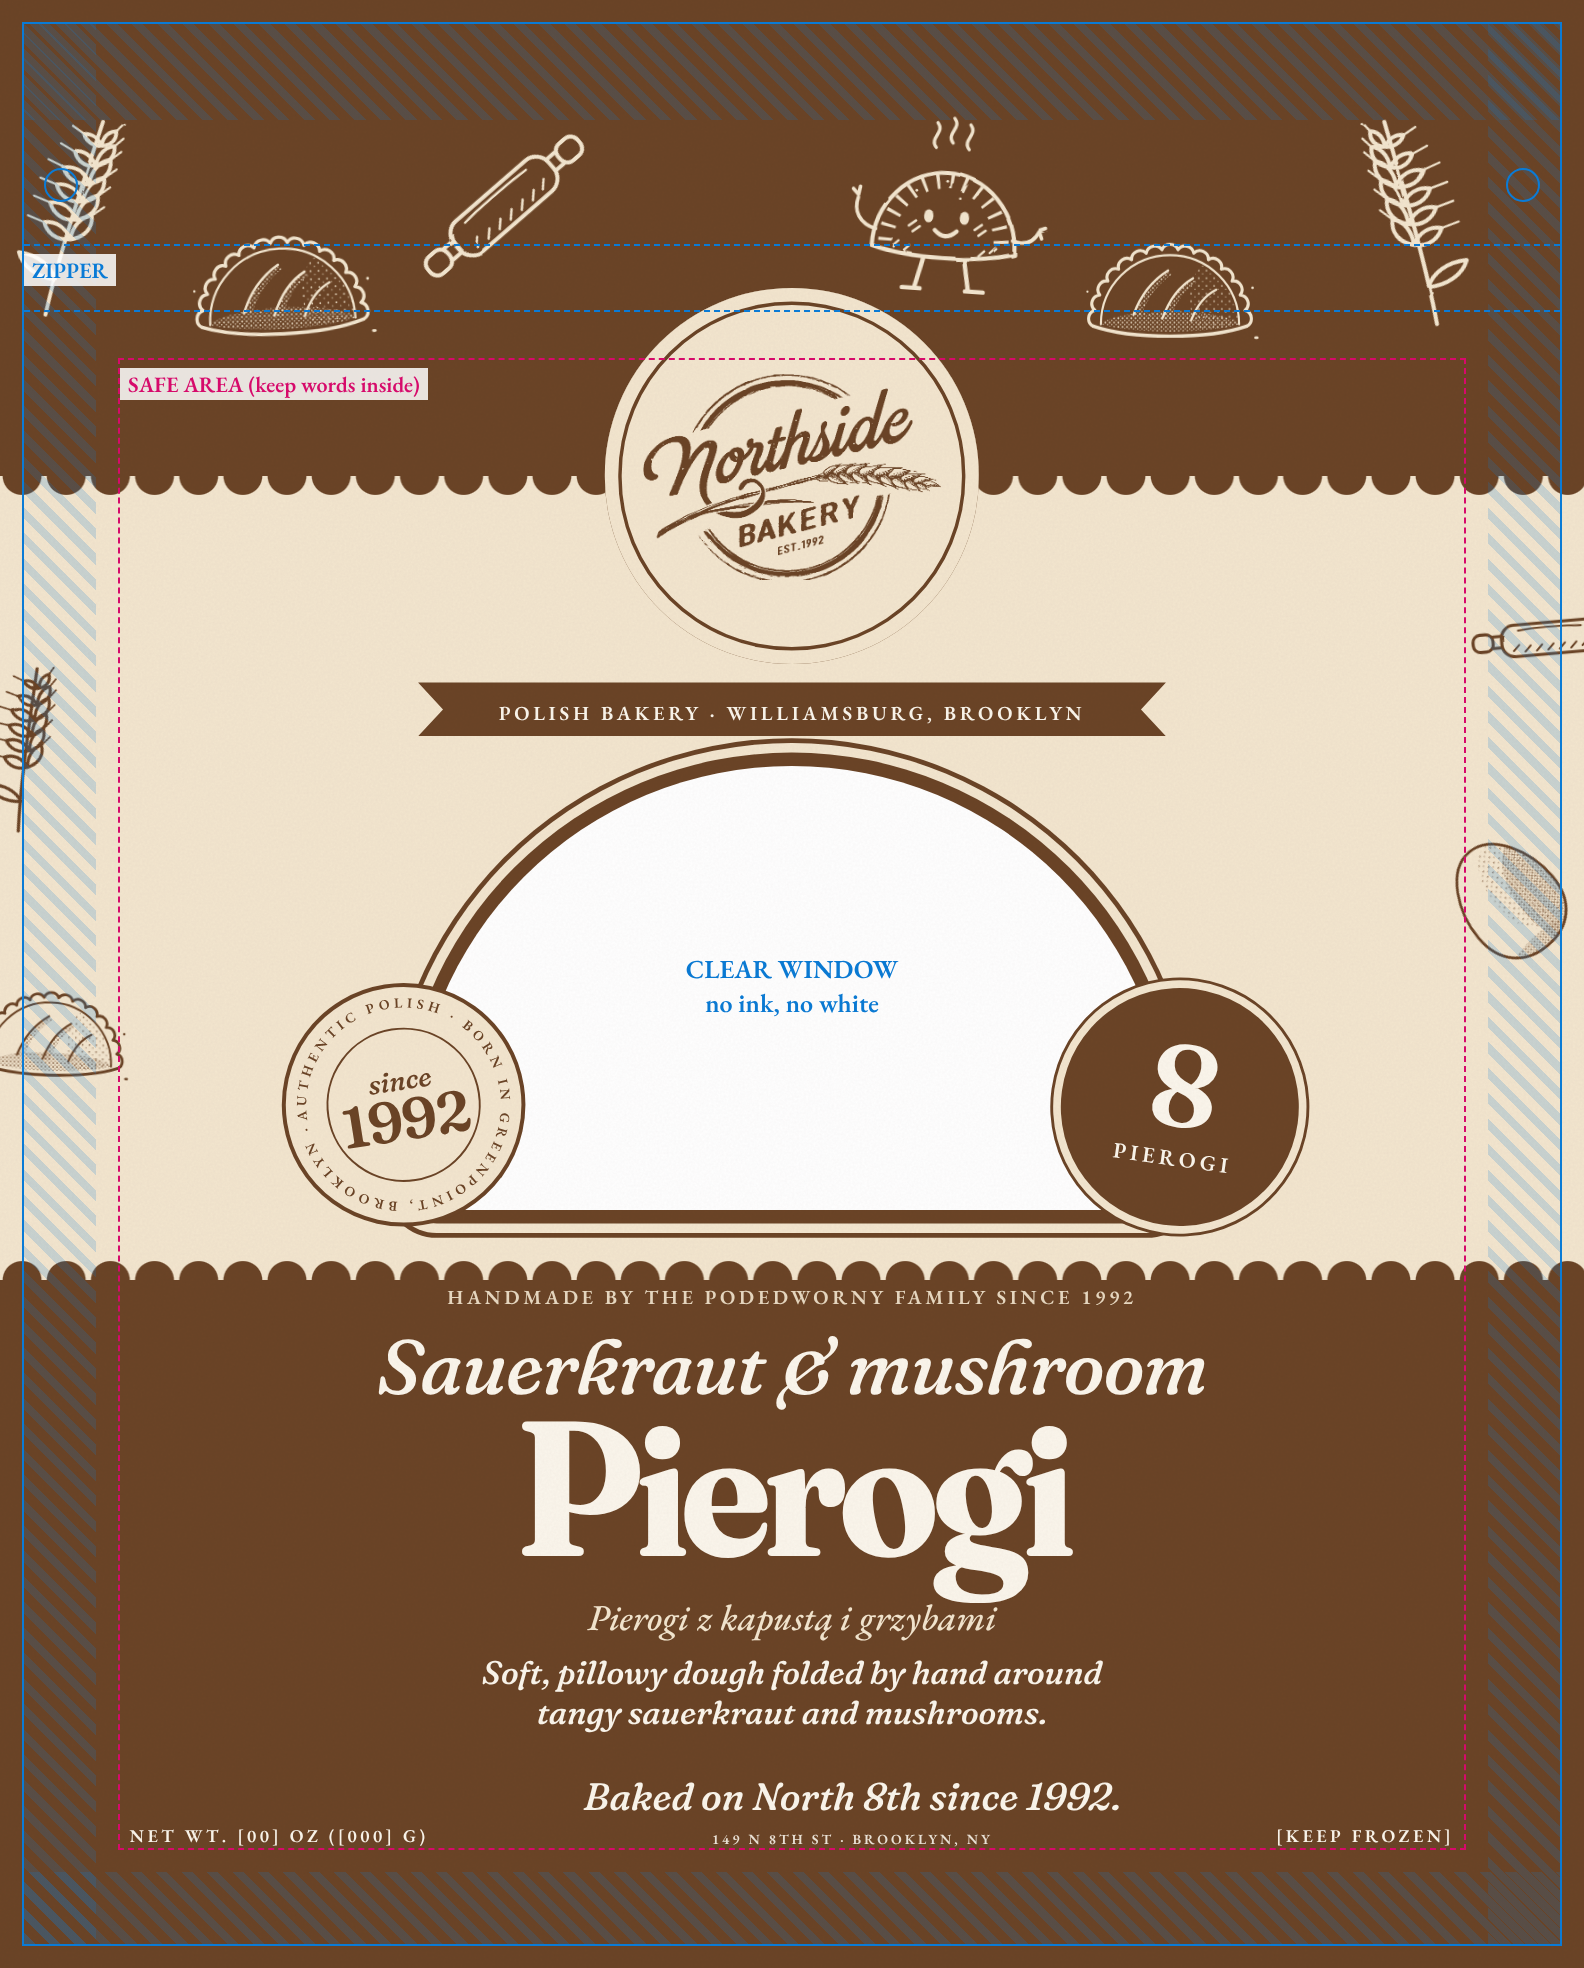 ZIPPER
SAFE AREA (keep words inside)
Northside
BAKERY
EST.1992
POLISH BAKERY · WILLIAMSBURG, BROOKLYN
CLEAR WINDOW
no ink, no white
AUTHENTIC POLISH · BORN IN GREENPOINT, BROOKLYN ·
since
1992
8
PIEROGI
HANDMADE BY THE PODEDWORNY FAMILY SINCE 1992
Sauerkraut & mushroom
Pierogi
Pierogi z kapustą i grzybami
Soft, pillowy dough folded by hand around
tangy sauerkraut and mushrooms.
Baked on North 8th since 1992.
NET WT. [00] OZ ([000] G)
149 N 8TH ST · BROOKLYN, NY
[KEEP FROZEN]